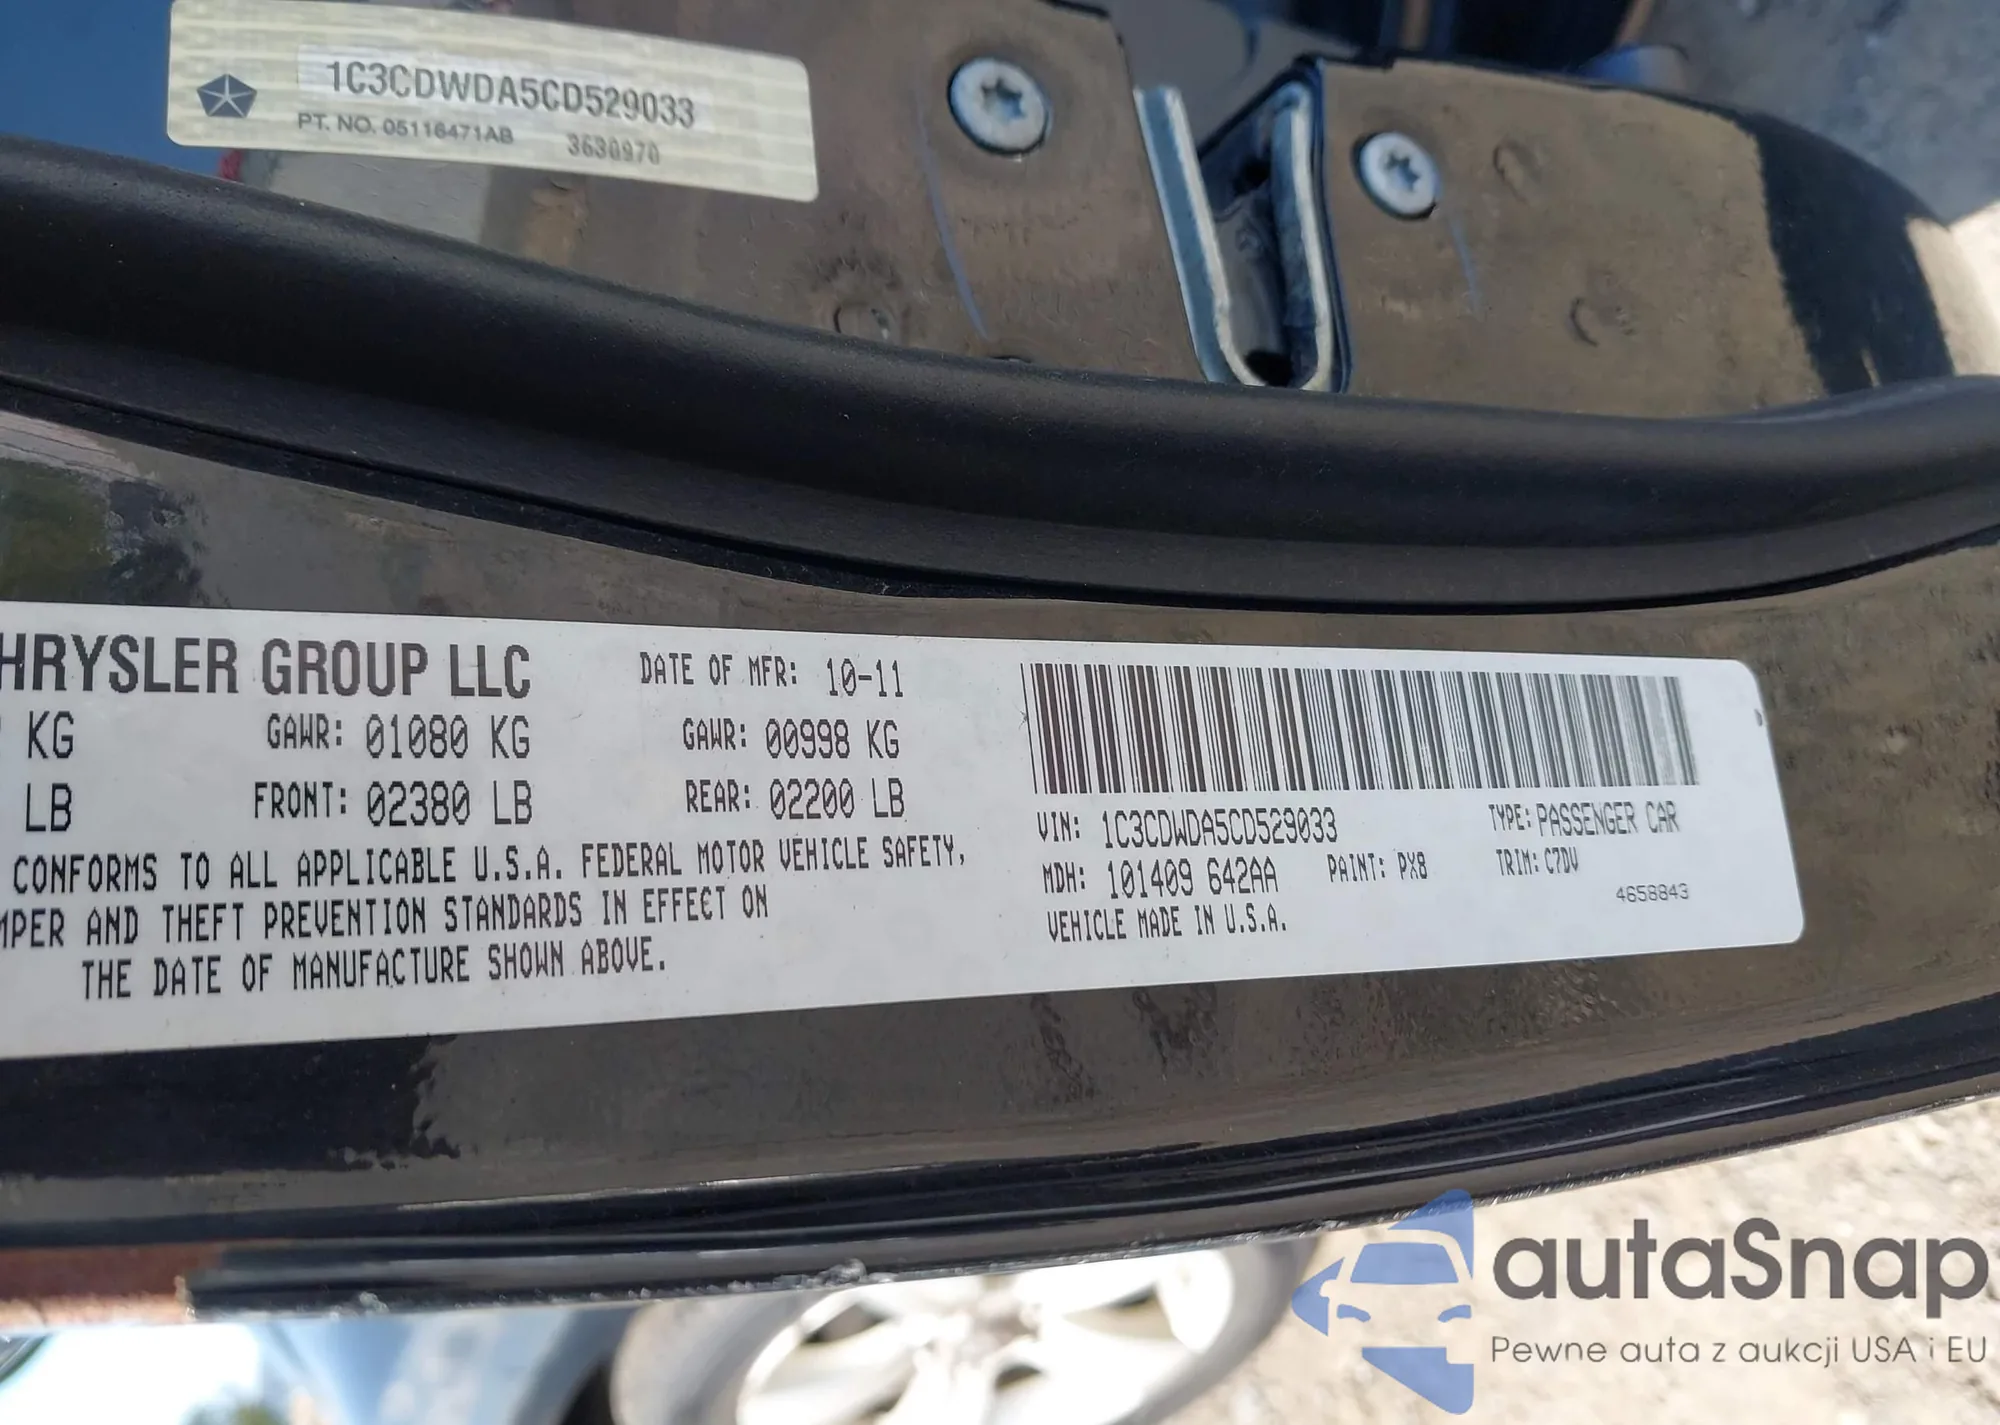 1C3CDWDA5CD529033
PT. NO. 05116471AB 3630970
HRYSLER GROUP LLC DATE OF MFR: 10-11
KG GAWR: 01080 KG GAWR: 00998 KG
LB FRONT: 02380 LB REAR: 02200 LB
CONFORMS TO ALL APPLICABLE U.S.A. FEDERAL MOTOR VEHICLE SAFETY,
MPER AND THEFT PREVENTION STANDARDS IN EFFECT ON
THE DATE OF MANUFACTURE SHOWN ABOVE.
VIN: 1C3CDWDA5CD529033 TYPE: PASSENGER CAR
MDH: 101409 642AA PAINT: PX8 TRIM: C7DV
VEHICLE MADE IN U.S.A. 4658843
autaSnap
Pewne auta z aukcji USA i EU